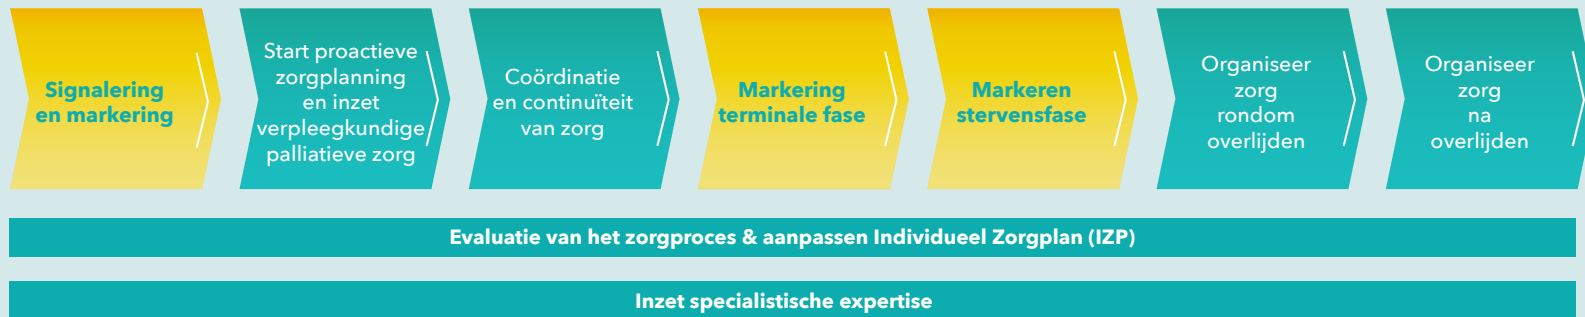 Signalering
en markering
Start proactieve
zorgplanning
en inzet
verpleegkundige
palliatieve zorg
Coördinatie
en continuïteit
van zorg
Markering
terminale fase
Markeren
stervensfase
Organiseer
zorg
rondom
overlijden
Organiseer
zorg
na
overlijden
Evaluatie van het zorgproces & aanpassen Individueel Zorgplan (IZP)
Inzet specialistische expertise